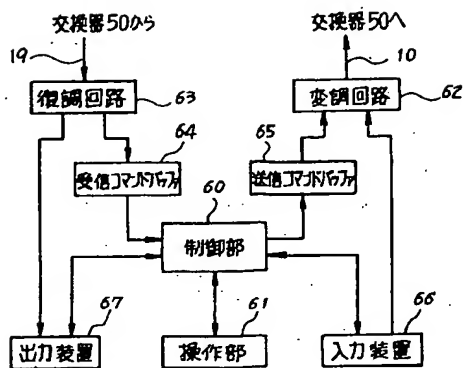 交換器50から
交換器50へ
19
10
復調回路
63
変調回路
62
64
65
受信コマンドバッファ
送信コマンドバッファ
60
制御部
67
61
66
出力装置
操作部
入力装置